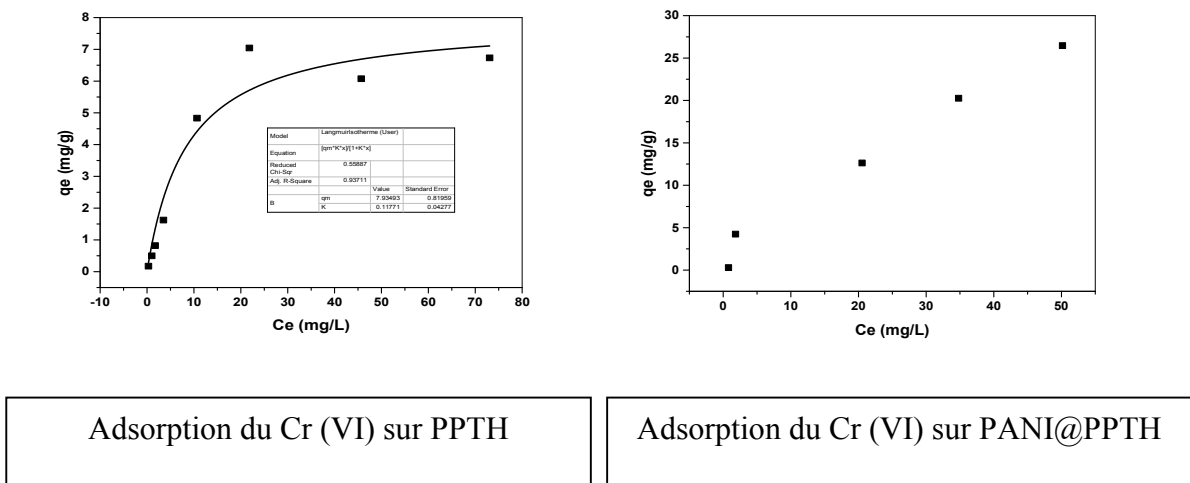 8
7
6
5
4
3
2
1
0
qe (mg/g)
-10 0 10 20 30 40 50 60 70 80
Ce (mg/L)
Model LangmuirIsotherme (User)
Equation [qm*K*x]/[1+K*x]
Reduced Chi-Sqr 0.55887
Adj. R-Square 0.93711
Value Standard Error
B qm 7.93493 0.81959
K 0.11771 0.04277
30
25
20
15
10
5
0
qe (mg/g)
0 10 20 30 40 50
Ce (mg/L)
Adsorption du Cr (VI) sur PPTH
Adsorption du Cr (VI) sur PANI@PPTH